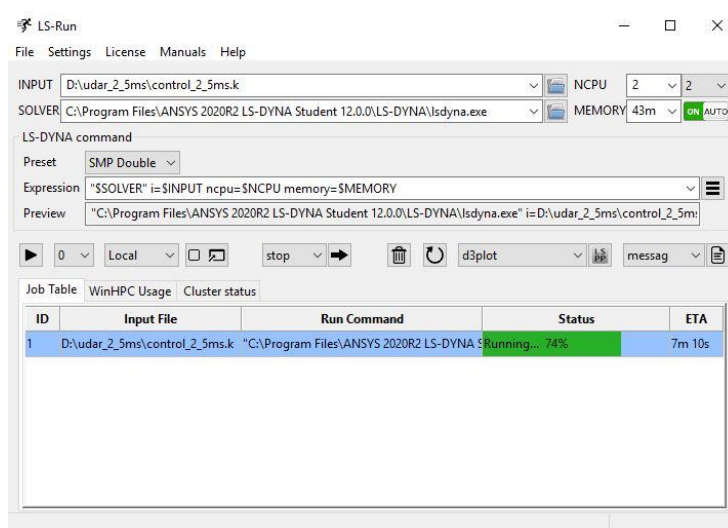 LS-Run
File Settings License Manuals Help
INPUT D:\udar_2_5ms\control_2_5ms.k NCPU 2 2
SOLVER C:\Program Files\ANSYS 2020R2 LS-DYNA Student 12.0.0\LS-DYNA\lsdyna.exe MEMORY 43m ON AUTO
LS-DYNA command
Preset SMP Double
Expression "$SOLVER" i=$INPUT ncpu=$NCPU memory=$MEMORY
Preview "C:\Program Files\ANSYS 2020R2 LS-DYNA Student 12.0.0\LS-DYNA\lsdyna.exe" i=D:\udar_2_5ms\control_2_5m:
0 Local stop d3plot LS PP messag
Job Table WinHPC Usage Cluster status
ID Input File Run Command Status ETA
1 D:\udar_2_5ms\control_2_5ms.k "C:\Program Files\ANSYS 2020R2 LS-DYNA S Running... 74% 7m 10s